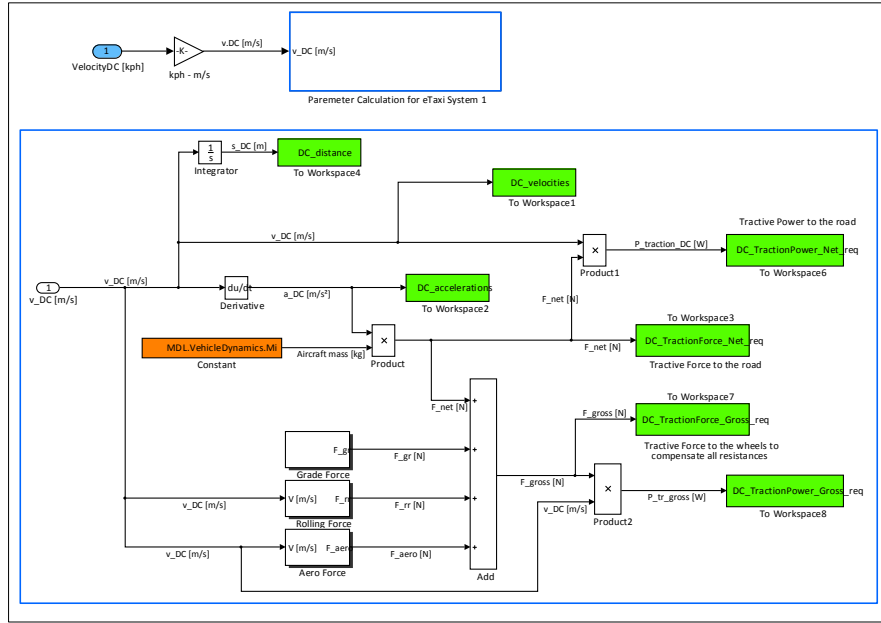 1
VelocityDC [kph]
-K-
kph - m/s
v.DC [m/s]
v_DC [m/s]
Paremeter Calculation for eTaxi System 1
1
s
Integrator
s_DC [m]
DC_distance
To Workspace4
DC_velocities
To Workspace1
v_DC [m/s]
×
Product1
P_traction_DC [W]
Tractive Power to the road
DC_TractionPower_Net_req
To Workspace6
1
v_DC [m/s]
v_DC [m/s]
du/dt
Derivative
a_DC [m/s²]
DC_accelerations
To Workspace2
F_net [N]
MDL.VehicleDynamics.Mi
Constant
Aircraft mass [kg]
×
Product
F_net [N]
To Workspace3
DC_TractionForce_Net_req
Tractive Force to the road
F_net [N]
+
+
+
+
Add
F_gr
Grade Force
F_gr [N]
v_DC [m/s]
V [m/s]
F_rr
Rolling Force
F_rr [N]
v_DC [m/s]
V [m/s]
F_aero
Aero Force
F_aero [N]
F_gross [N]
F_gross [N]
To Workspace7
DC_TractionForce_Gross_req
Tractive Force to the wheels to
compensate all resistances
v_DC [m/s]
×
Product2
P_tr_gross [W]
DC_TractionPower_Gross_req
To Workspace8